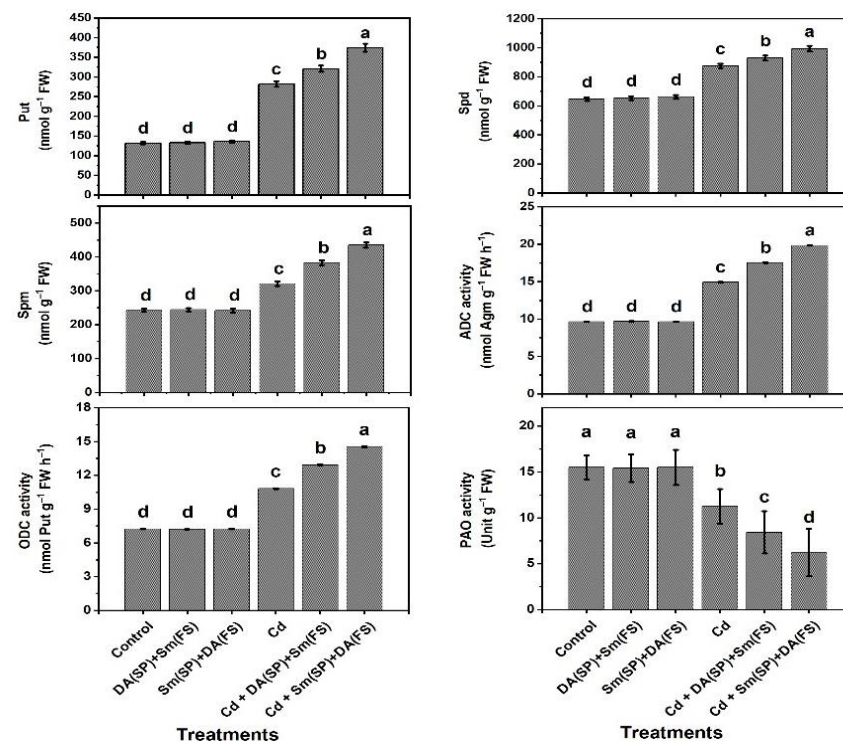 Put
(nmol g⁻¹ FW)
450
400
350
300
250
200
150
100
50
0
d d d c b a
Spd
(nmol g⁻¹ FW)
1200
1000
800
600
400
200
0
d d d c b a
Spm
(nmol g⁻¹ FW)
500
400
300
200
100
0
d d d c b a
ADC activity
(nmol Agm g⁻¹ FW h⁻¹)
25
20
15
10
5
0
d d d c b a
ODC activity
(nmol Put g⁻¹ FW h⁻¹)
18
15
12
9
6
3
0
d d d c b a
PAO activity
(Unit g⁻¹ FW)
20
15
10
5
0
a a a b c d
Control
DA(SP)+Sm(FS)
Sm(SP)+DA(FS)
Cd
Cd + DA(SP)+Sm(FS)
Cd + Sm(SP)+DA(FS)
Treatments
Control
DA(SP)+Sm(FS)
Sm(SP)+DA(FS)
Cd
Cd + DA(SP)+Sm(FS)
Cd + Sm(SP)+DA(FS)
Treatments